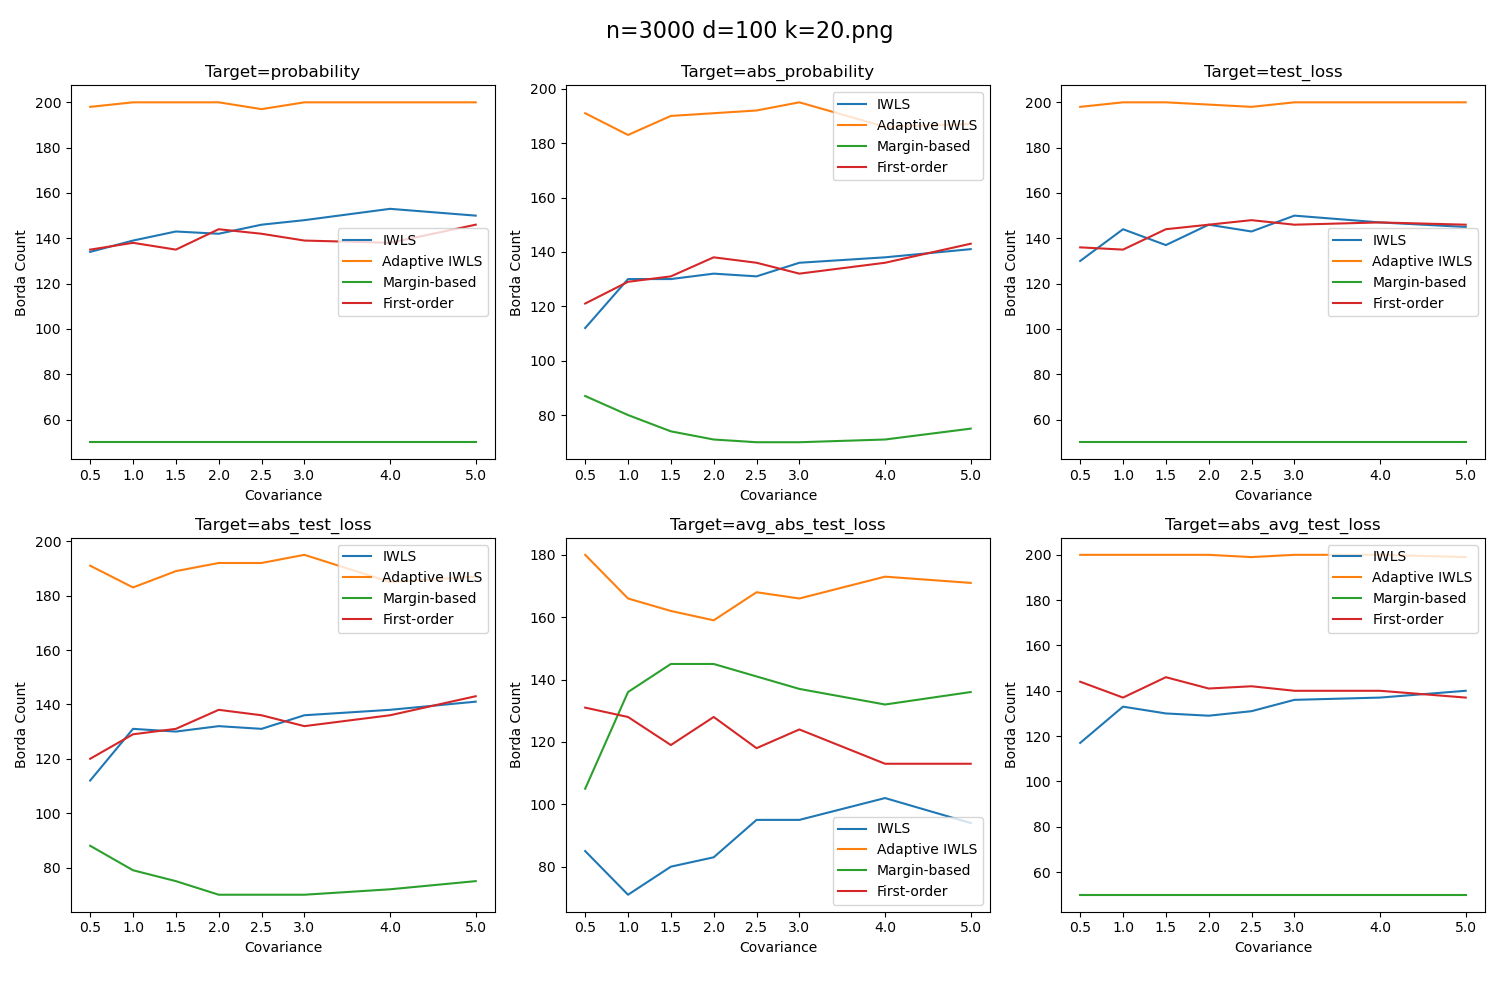 n=3000 d=100 k=20.png
Target=probability
Borda Count
200
180
160
140
120
100
80
60
0.5 1.0 1.5 2.0 2.5 3.0 4.0 5.0
Covariance
IWLS
Adaptive IWLS
Margin-based
First-order
Target=abs_probability
Borda Count
200
180
160
140
120
100
80
0.5 1.0 1.5 2.0 2.5 3.0 4.0 5.0
Covariance
IWLS
Adaptive IWLS
Margin-based
First-order
Target=test_loss
Borda Count
200
180
160
140
120
100
80
60
0.5 1.0 1.5 2.0 2.5 3.0 4.0 5.0
Covariance
IWLS
Adaptive IWLS
Margin-based
First-order
Target=abs_test_loss
Borda Count
200
180
160
140
120
100
80
0.5 1.0 1.5 2.0 2.5 3.0 4.0 5.0
Covariance
IWLS
Adaptive IWLS
Margin-based
First-order
Target=avg_abs_test_loss
Borda Count
180
160
140
120
100
80
0.5 1.0 1.5 2.0 2.5 3.0 4.0 5.0
Covariance
IWLS
Adaptive IWLS
Margin-based
First-order
Target=abs_avg_test_loss
Borda Count
200
180
160
140
120
100
80
60
0.5 1.0 1.5 2.0 2.5 3.0 4.0 5.0
Covariance
IWLS
Adaptive IWLS
Margin-based
First-order